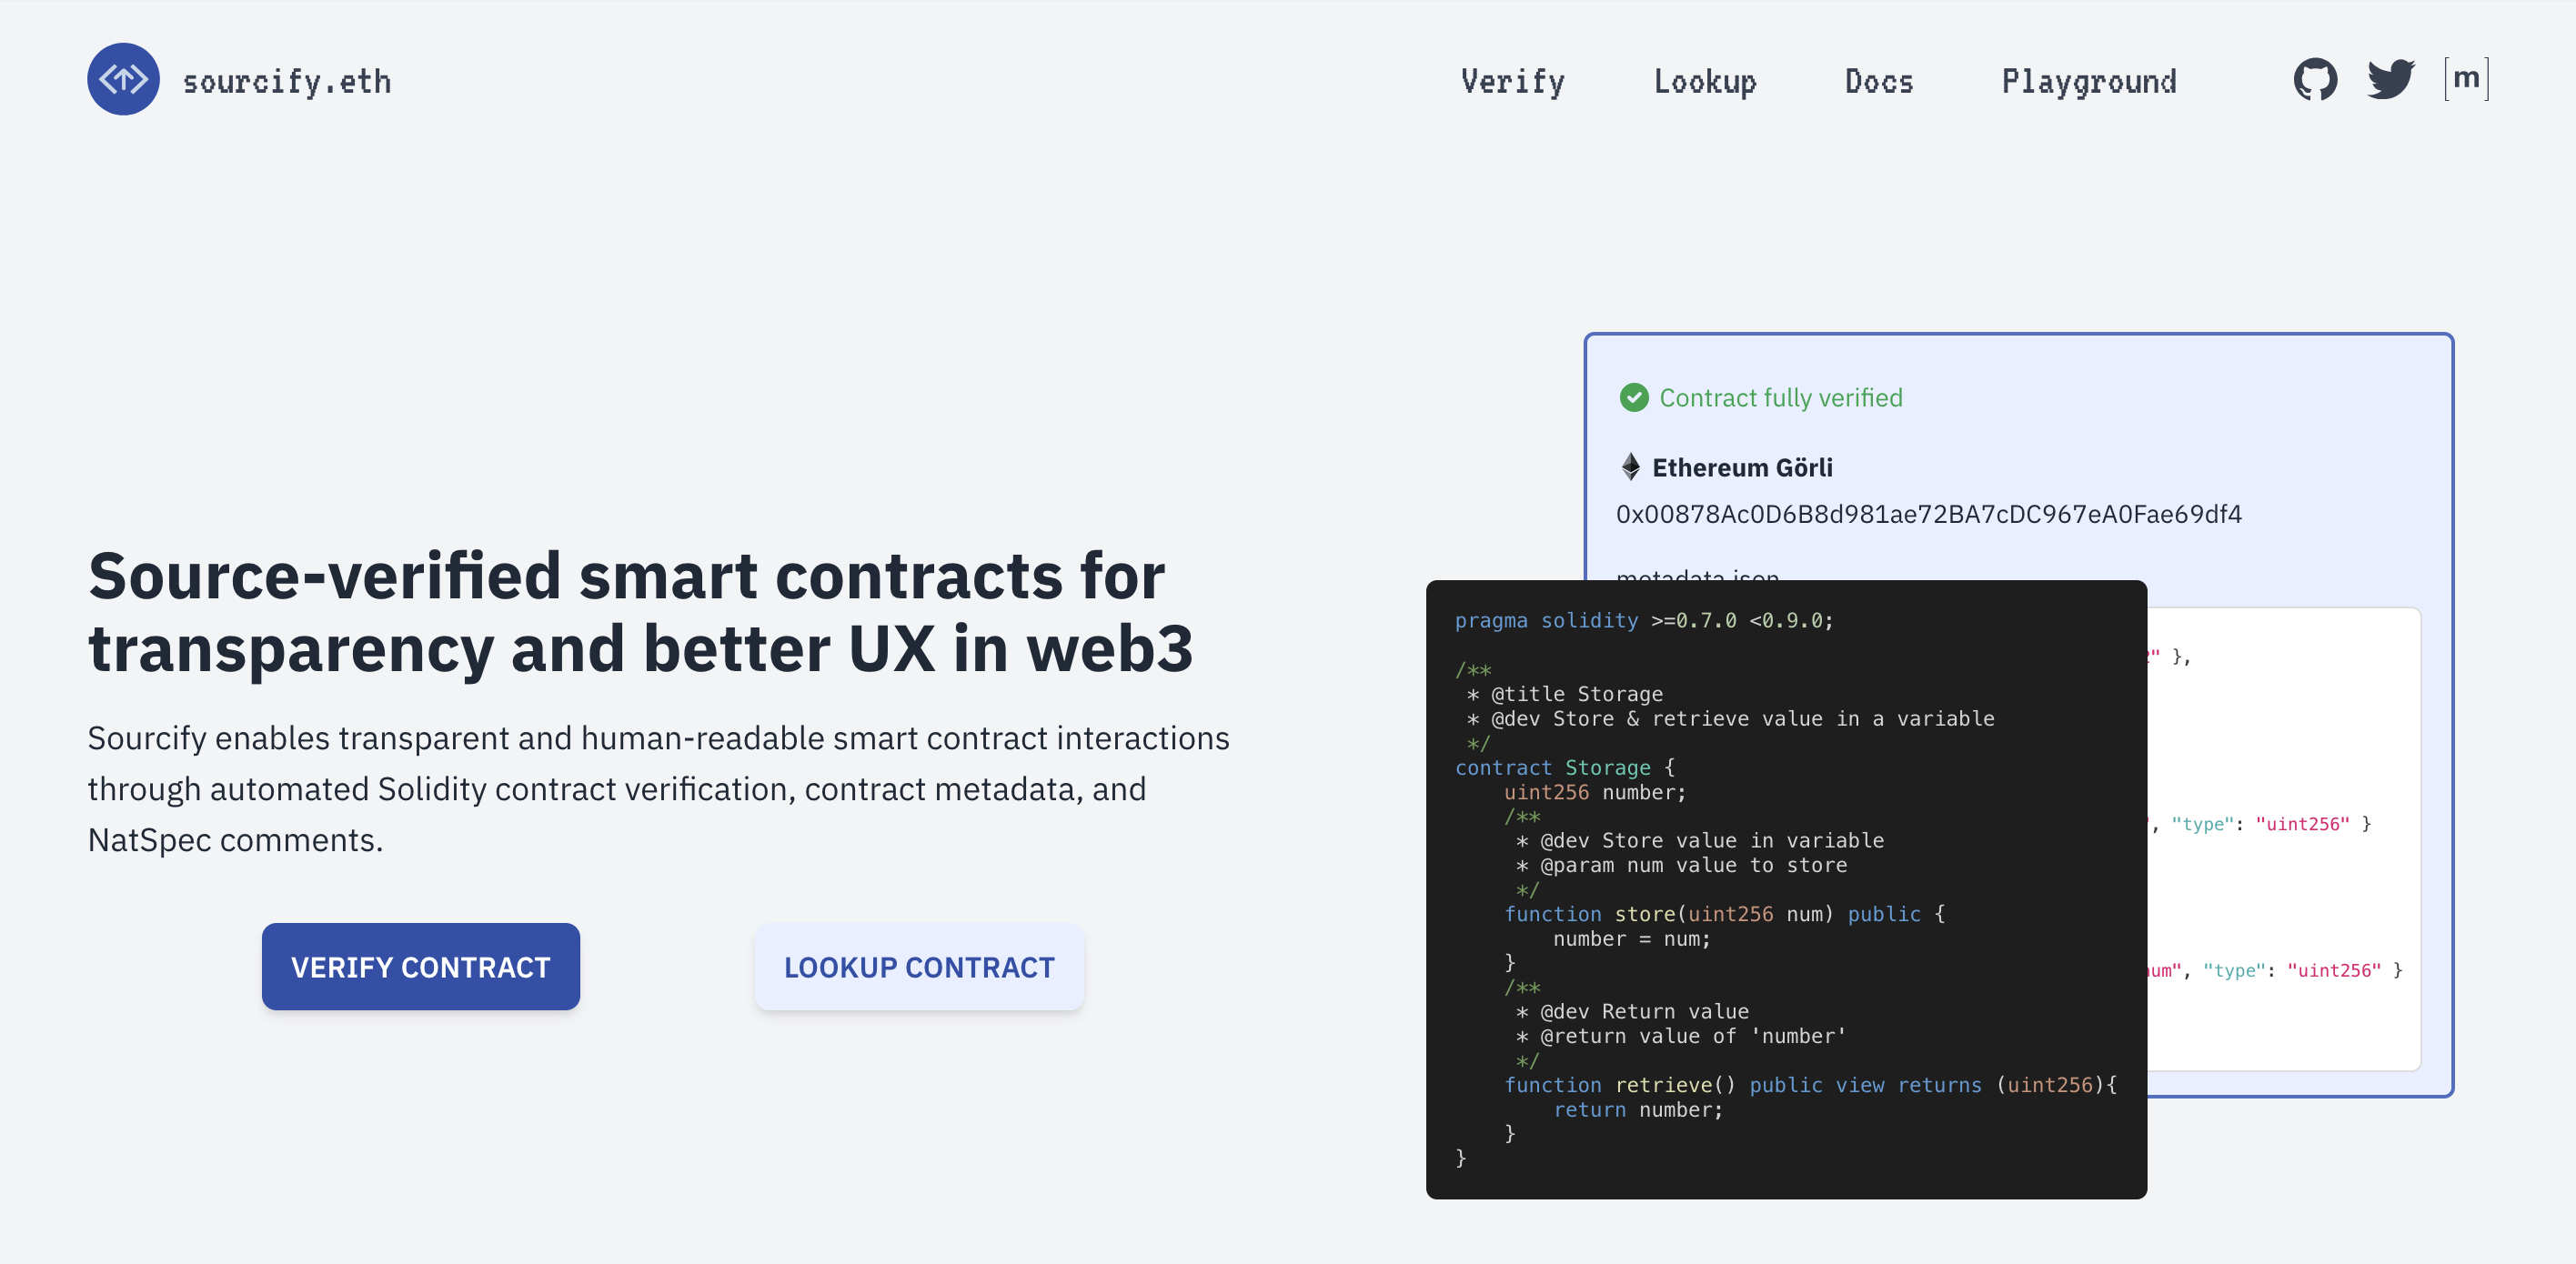 sourcify.eth
Verify
Lookup
Docs
Playground
[m]
Source-verified smart contracts for
transparency and better UX in web3
Sourcify enables transparent and human-readable smart contract interactions
through automated Solidity contract verification, contract metadata, and
NatSpec comments.
VERIFY CONTRACT
LOOKUP CONTRACT
Contract fully verified
Ethereum Görli
0x00878Ac0D6B8d981ae72BA7cDC967eA0Fae69df4
metadata.json
pragma solidity >=0.7.0 <0.9.0;
/**
 * @title Storage
 * @dev Store & retrieve value in a variable
 */
contract Storage {
    uint256 number;
    /**
     * @dev Store value in variable
     * @param num value to store
     */
    function store(uint256 num) public {
        number = num;
    }
    /**
     * @dev Return value
     * @return value of 'number'
     */
    function retrieve() public view returns (uint256){
        return number;
    }
}
" },
, "type": "uint256" }
um", "type": "uint256" }